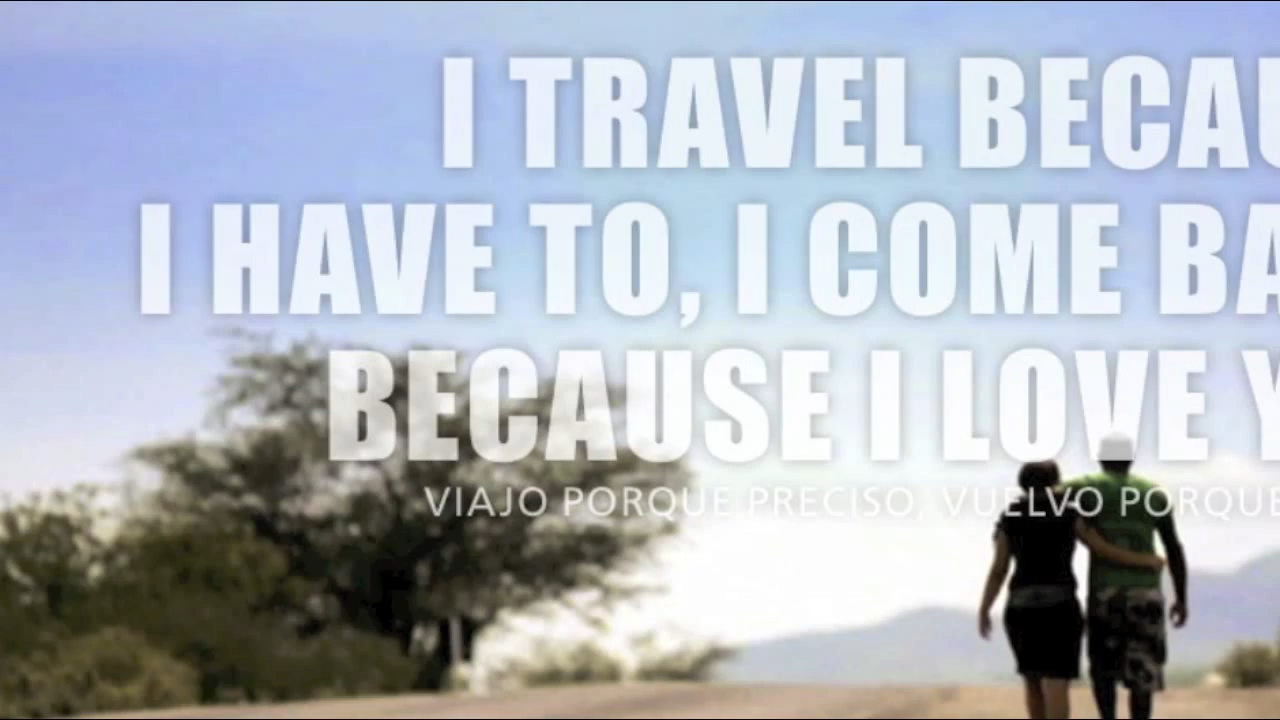 I TRAVEL BECAU
I HAVE TO, I COME BA
BECAUSE I LOVE Y
VIAJO PORQUE PRECISO, VUELVO PORQUE